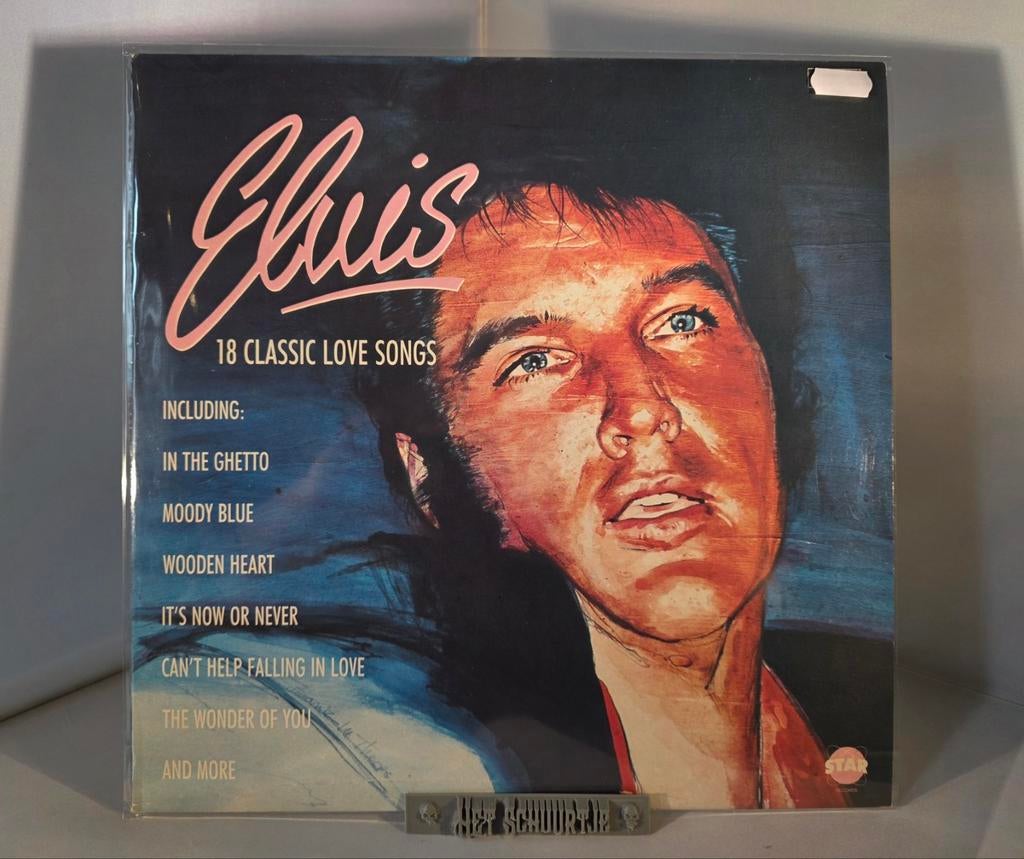 Elvis
18 CLASSIC LOVE SONGS
INCLUDING:
IN THE GHETTO
MOODY BLUE
WOODEN HEART
IT'S NOW OR NEVER
CAN'T HELP FALLING IN LOVE
THE WONDER OF YOU
AND MORE
STAR
RECORDS
HET SCHUURTJE